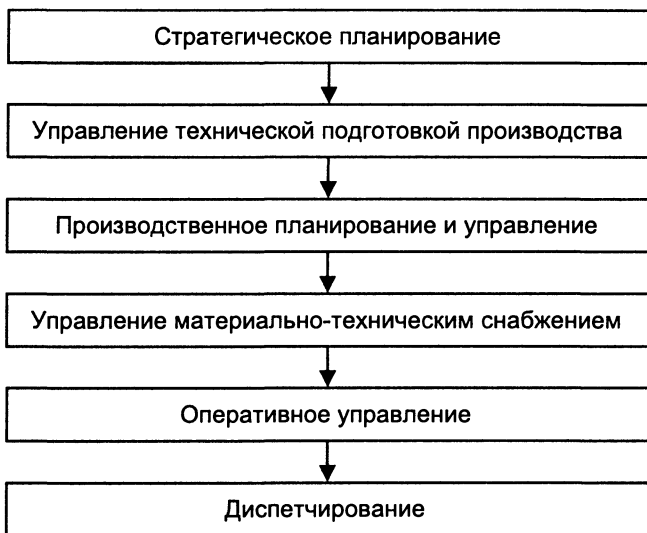 Стратегическое планирование
Управление технической подготовкой производства
Производственное планирование и управление
Управление материально-техническим снабжением
Оперативное управление
Диспетчирование